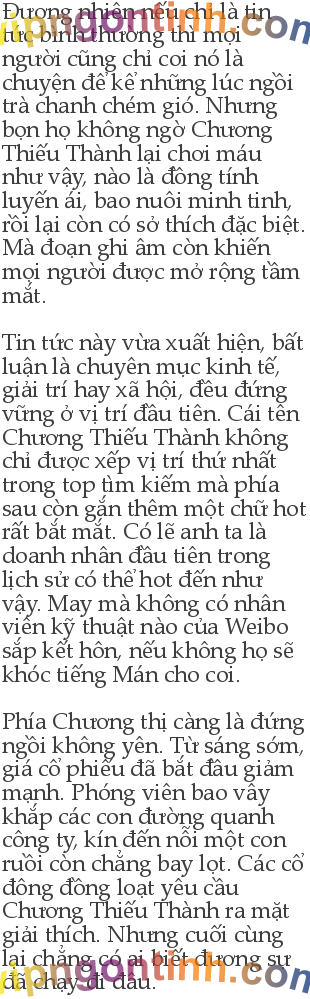 Đương nhiên nếu chỉ là tin
tức bình thường thì mọi
người cũng chỉ coi nó là
chuyện để kể những lúc ngồi
trà chanh chém gió. Nhưng
bọn họ không ngờ Chương
Thiếu Thành lại chơi máu
như vậy, nào là đồng tính
luyến ái, bao nuôi minh tinh,
rồi lại còn có sở thích đặc biệt.
Mà đoạn ghi âm còn khiến
mọi người được mở rộng tầm
mắt.
Tin tức này vừa xuất hiện, bất
luận là chuyên mục kinh tế,
giải trí hay xã hội, đều đứng
vững ở vị trí đầu tiên. Cái tên
Chương Thiếu Thành không
chỉ được xếp vị trí thứ nhất
trong top tìm kiếm mà phía
sau còn gắn thêm một chữ hot
rất bắt mắt. Có lẽ anh ta là
doanh nhân đầu tiên trong
lịch sử có thể hot đến như
vậy. May mà không có nhân
viên kỹ thuật nào của Weibo
sắp kết hôn, nếu không họ sẽ
khóc tiếng Mán cho coi.
Phía Chương thị càng là đứng
ngồi không yên. Từ sáng sớm,
giá cổ phiếu đã bắt đầu giảm
mạnh. Phóng viên bao vây
khắp các con đường quanh
công ty, kín đến nỗi một con
ruồi còn chẳng bay lọt. Các cổ
đông đồng loạt yêu cầu
Chương Thiếu Thành ra mặt
giải thích. Nhưng cuối cùng
lại chẳng có ai biết đương sự
đã chạy đi đâu.
vipngontinh.com
vipngontinh.com